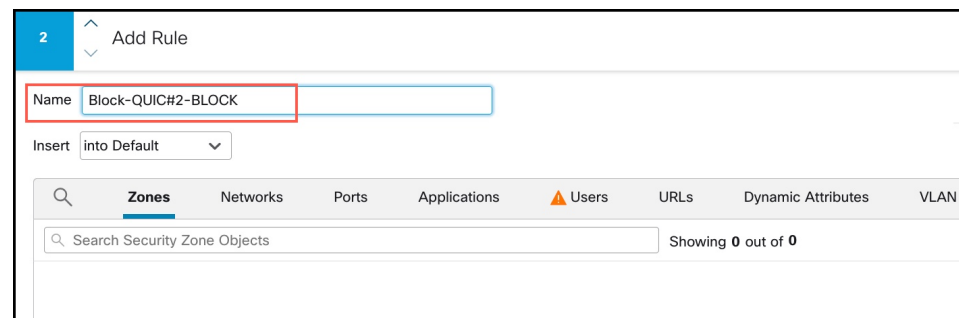 2 Add Rule
Name Block-QUIC#2-BLOCK
Insert into Default
Zones Networks Ports Applications Users URLs Dynamic Attributes VLAN
Search Security Zone Objects Showing 0 out of 0